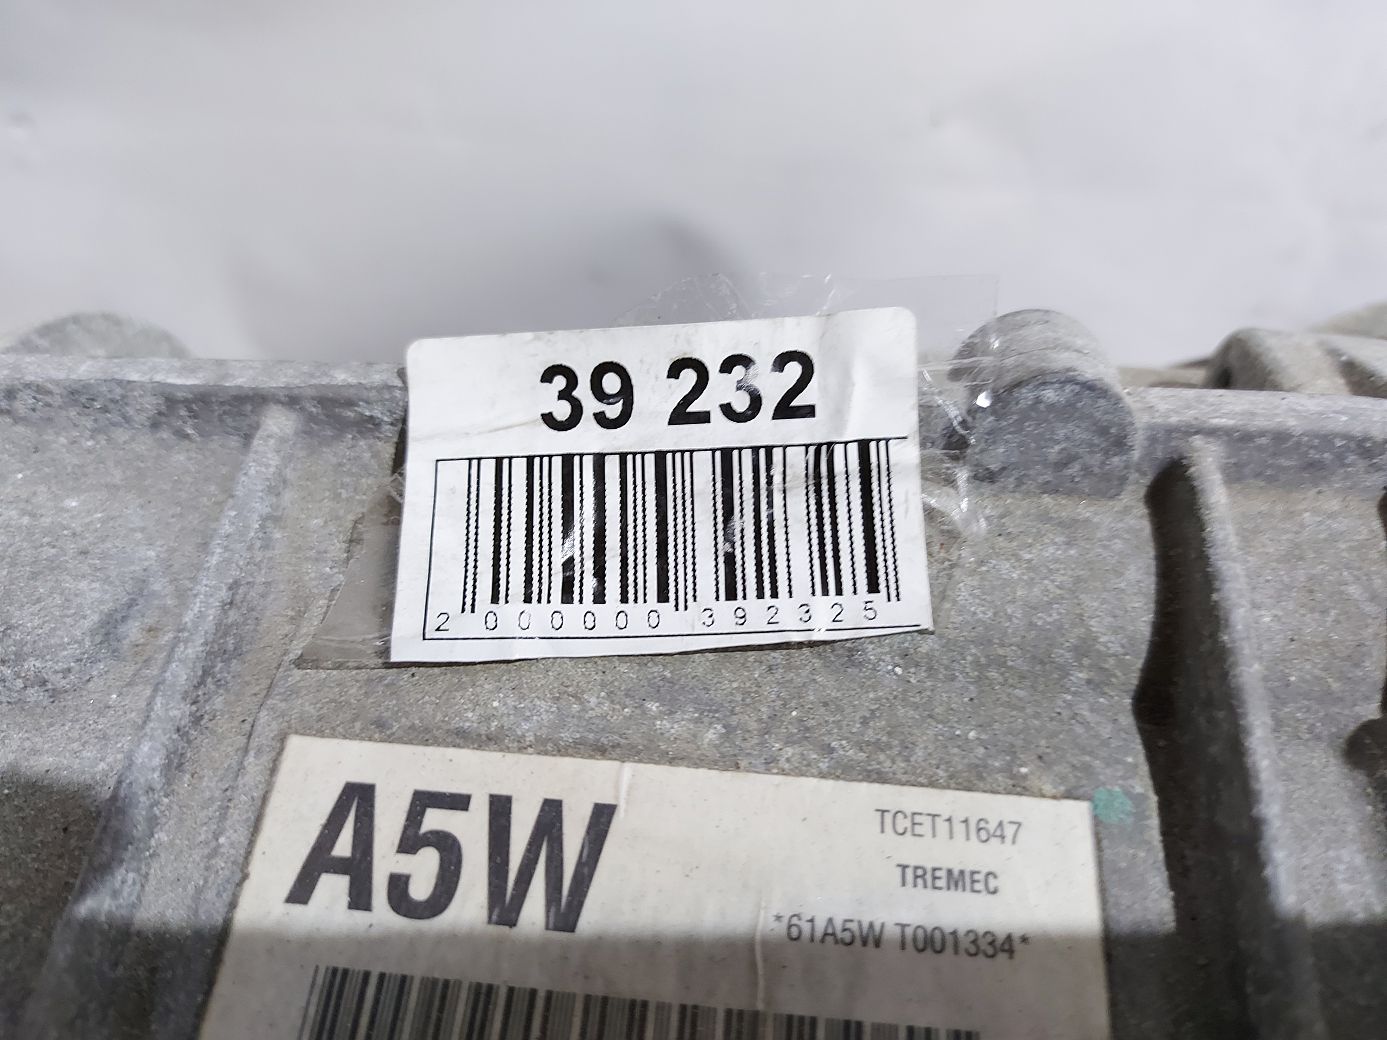 39 232
2 000000 392325
A5W
TCET11647
TREMEC
*61A5W T001334*